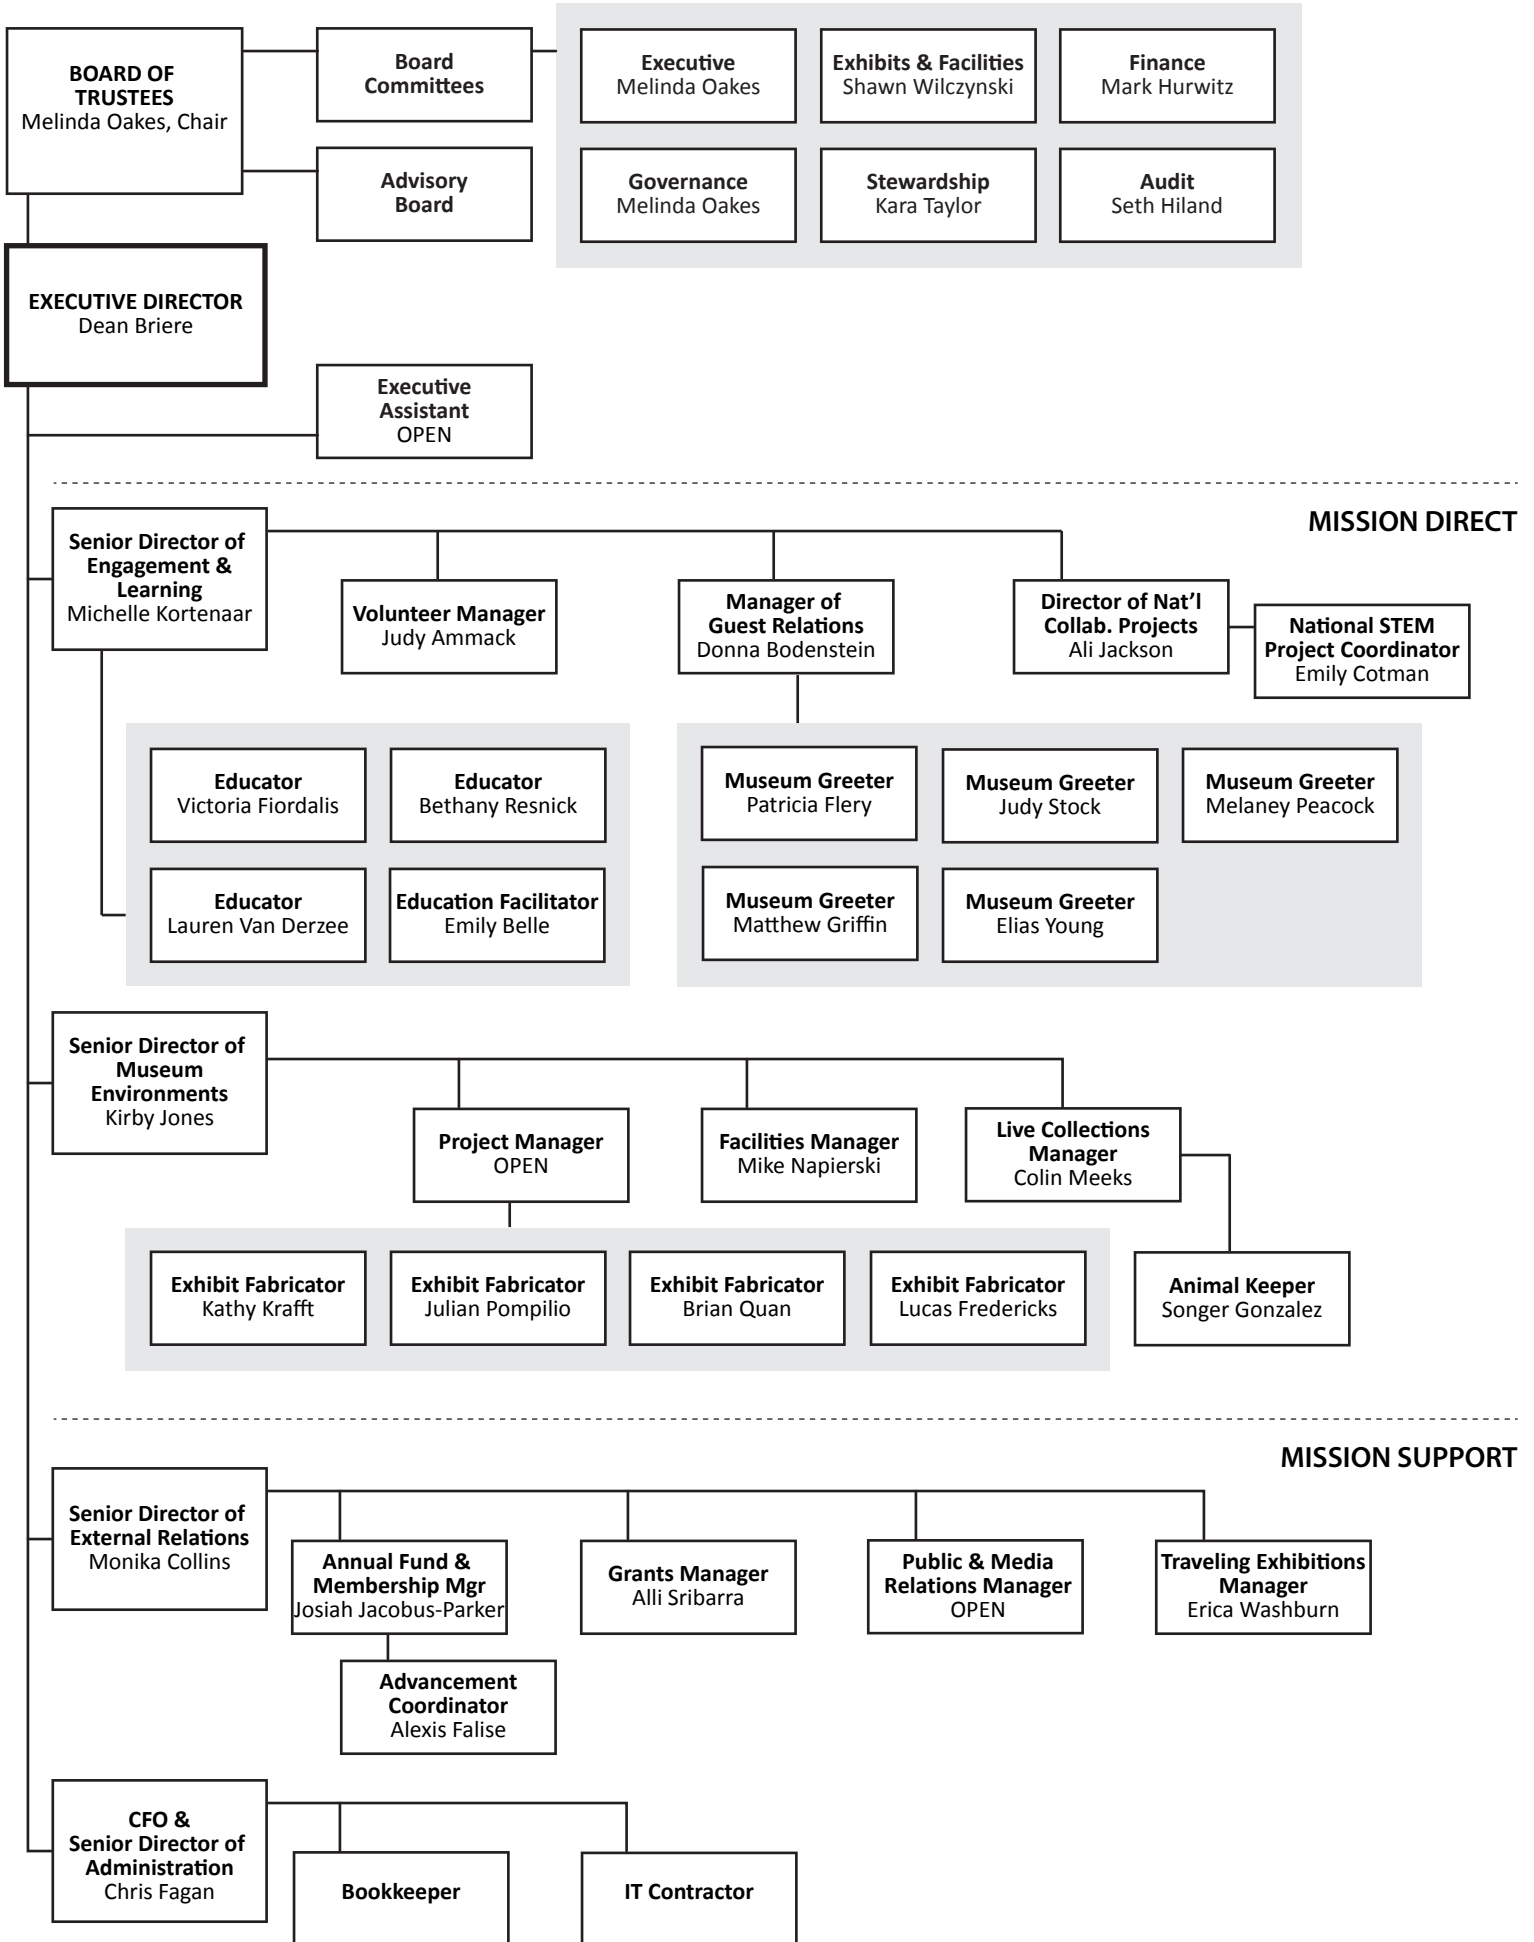 BOARD OF
TRUSTEES
Melinda Oakes, Chair
Board
Committees
Advisory
Board
Executive
Melinda Oakes
Exhibits & Facilities
Shawn Wilczynski
Finance
Mark Hurwitz
Governance
Melinda Oakes
Stewardship
Kara Taylor
Audit
Seth Hiland
EXECUTIVE DIRECTOR
Dean Briere
Executive
Assistant
OPEN
MISSION DIRECT
Senior Director of
Engagement &
Learning
Michelle Kortenaar
Volunteer Manager
Judy Ammack
Manager of
Guest Relations
Donna Bodenstein
Director of Nat’l
Collab. Projects
Ali Jackson
National STEM
Project Coordinator
Emily Cotman
Educator
Victoria Fiordalis
Educator
Bethany Resnick
Educator
Lauren Van Derzee
Education Facilitator
Emily Belle
Museum Greeter
Patricia Flery
Museum Greeter
Judy Stock
Museum Greeter
Melaney Peacock
Museum Greeter
Matthew Griffin
Museum Greeter
Elias Young
Senior Director of
Museum
Environments
Kirby Jones
Project Manager
OPEN
Facilities Manager
Mike Napierski
Live Collections
Manager
Colin Meeks
Exhibit Fabricator
Kathy Krafft
Exhibit Fabricator
Julian Pompilio
Exhibit Fabricator
Brian Quan
Exhibit Fabricator
Lucas Fredericks
Animal Keeper
Songer Gonzalez
MISSION SUPPORT
Senior Director of
External Relations
Monika Collins
Annual Fund &
Membership Mgr
Josiah Jacobus-Parker
Grants Manager
Alli Sribarra
Public & Media
Relations Manager
OPEN
Traveling Exhibitions
Manager
Erica Washburn
Advancement
Coordinator
Alexis Falise
CFO &
Senior Director of
Administration
Chris Fagan
Bookkeeper
IT Contractor